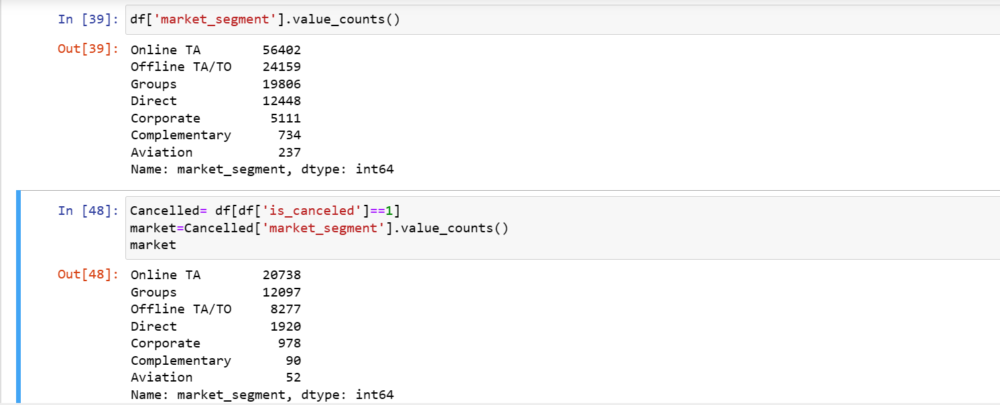 In [39]: df['market_segment'].value_counts()
Out[39]: Online TA 56402
Offline TA/TO 24159
Groups 19806
Direct 12448
Corporate 5111
Complementary 734
Aviation 237
Name: market_segment, dtype: int64
In [48]: Cancelled= df[df['is_canceled']==1]
market=Cancelled['market_segment'].value_counts()
market
Out[48]: Online TA 20738
Groups 12097
Offline TA/TO 8277
Direct 1920
Corporate 978
Complementary 90
Aviation 52
Name: market_segment, dtype: int64